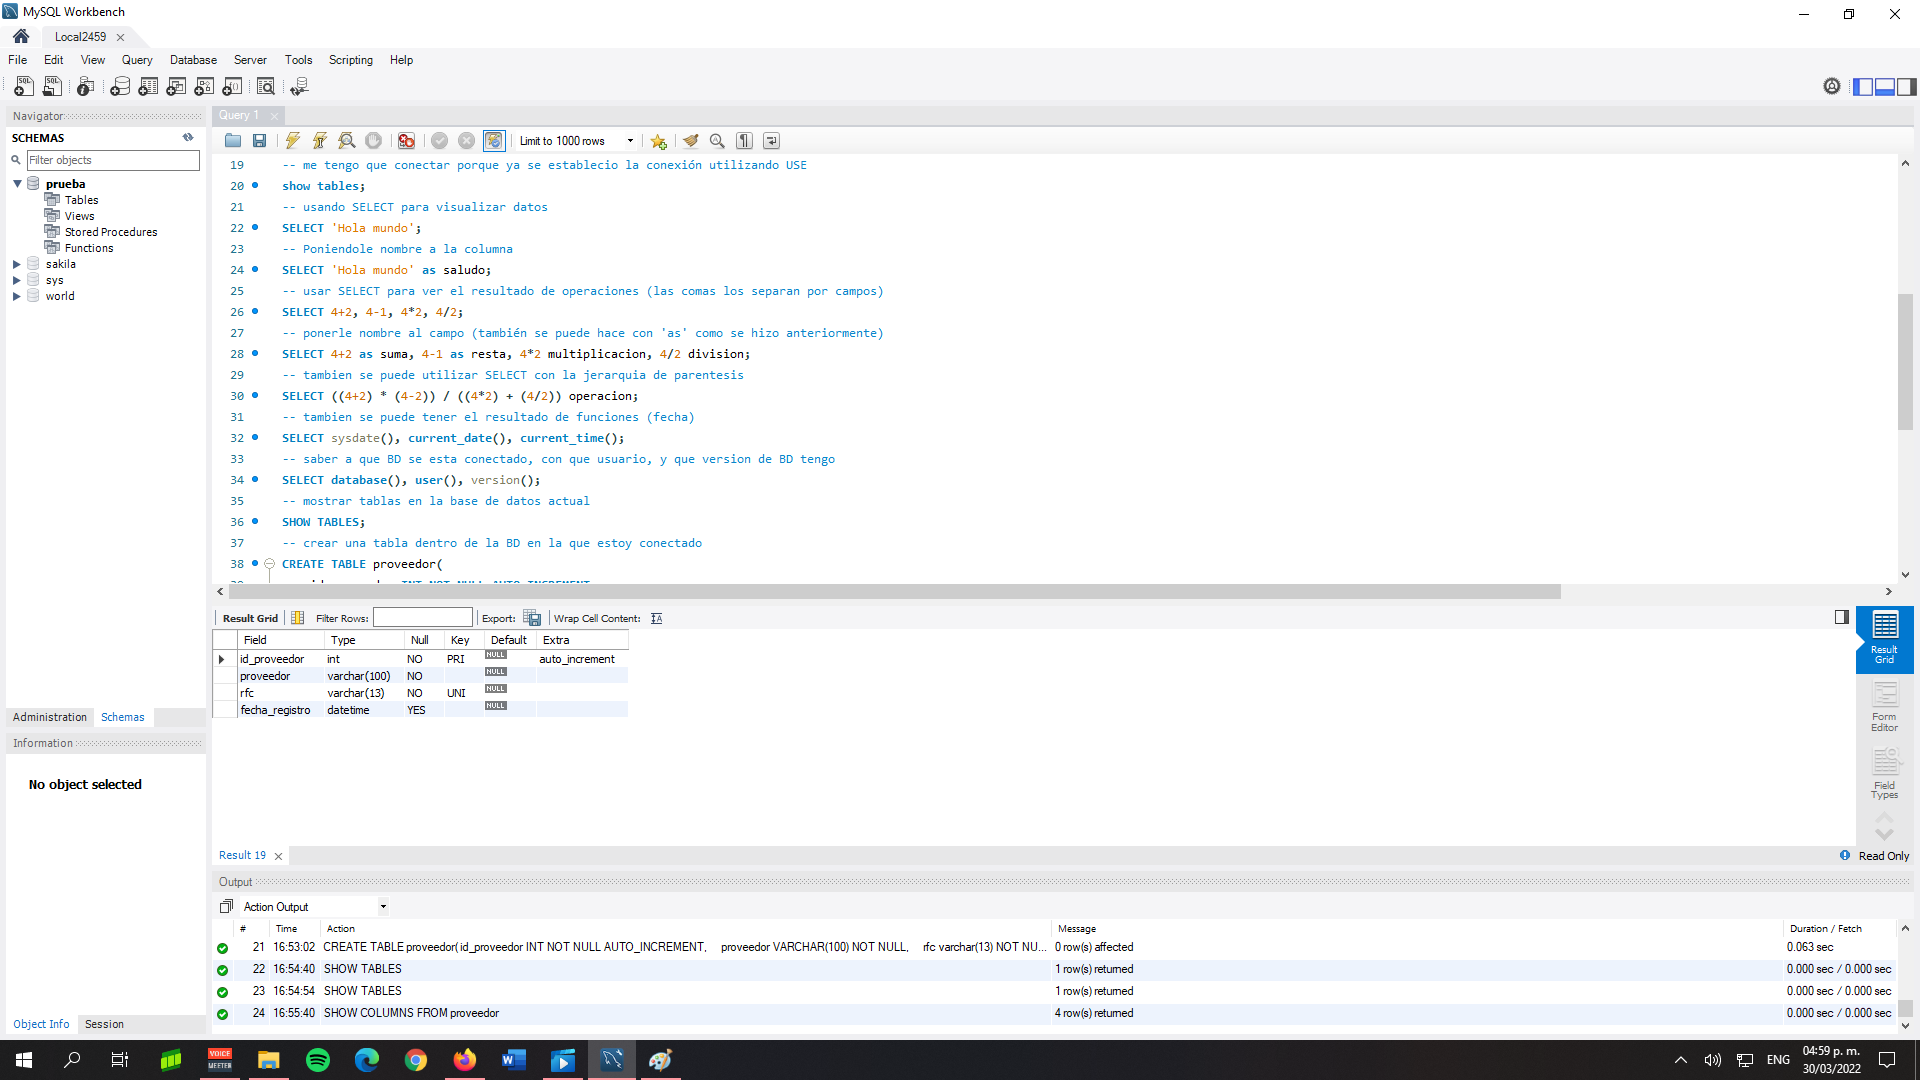 MySQL Workbench
Local2459
File Edit View Query Database Server Tools Scripting Help
Navigator
SCHEMAS
Filter objects
prueba
Tables
Views
Stored Procedures
Functions
sakila
sys
world
Administration Schemas
Information
No object selected
Object Info Session
Query 1
Limit to 1000 rows
19 -- me tengo que conectar porque ya se establecio la conexión utilizando USE
20 show tables;
21 -- usando SELECT para visualizar datos
22 SELECT 'Hola mundo';
23 -- Poniendole nombre a la columna
24 SELECT 'Hola mundo' as saludo;
25 -- usar SELECT para ver el resultado de operaciones (las comas los separan por campos)
26 SELECT 4+2, 4-1, 4*2, 4/2;
27 -- ponerle nombre al campo (también se puede hace con 'as' como se hizo anteriormente)
28 SELECT 4+2 as suma, 4-1 as resta, 4*2 multiplicacion, 4/2 division;
29 -- tambien se puede utilizar SELECT con la jerarquia de parentesis
30 SELECT ((4+2) * (4-2)) / ((4*2) + (4/2)) operacion;
31 -- tambien se puede tener el resultado de funciones (fecha)
32 SELECT sysdate(), current_date(), current_time();
33 -- saber a que BD se esta conectado, con que usuario, y que version de BD tengo
34 SELECT database(), user(), version();
35 -- mostrar tablas en la base de datos actual
36 SHOW TABLES;
37 -- crear una tabla dentro de la BD en la que estoy conectado
38 CREATE TABLE proveedor(
Result Grid Filter Rows: Export: Wrap Cell Content:
Field Type Null Key Default Extra
id_proveedor int NO PRI NULL auto_increment
proveedor varchar(100) NO NULL
rfc varchar(13) NO UNI NULL
fecha_registro datetime YES NULL
Result Grid
Form Editor
Field Types
Result 19
Read Only
Output
Action Output
# Time Action Message Duration / Fetch
21 16:53:02 CREATE TABLE proveedor( id_proveedor INT NOT NULL AUTO_INCREMENT, proveedor VARCHAR(100) NOT NULL, rfc varchar(13) NOT NU... 0 row(s) affected 0.063 sec
22 16:54:40 SHOW TABLES 1 row(s) returned 0.000 sec / 0.000 sec
23 16:54:54 SHOW TABLES 1 row(s) returned 0.000 sec / 0.000 sec
24 16:55:40 SHOW COLUMNS FROM proveedor 4 row(s) returned 0.000 sec / 0.000 sec
VOICE MEETER
ENG
04:59 p. m.
30/03/2022